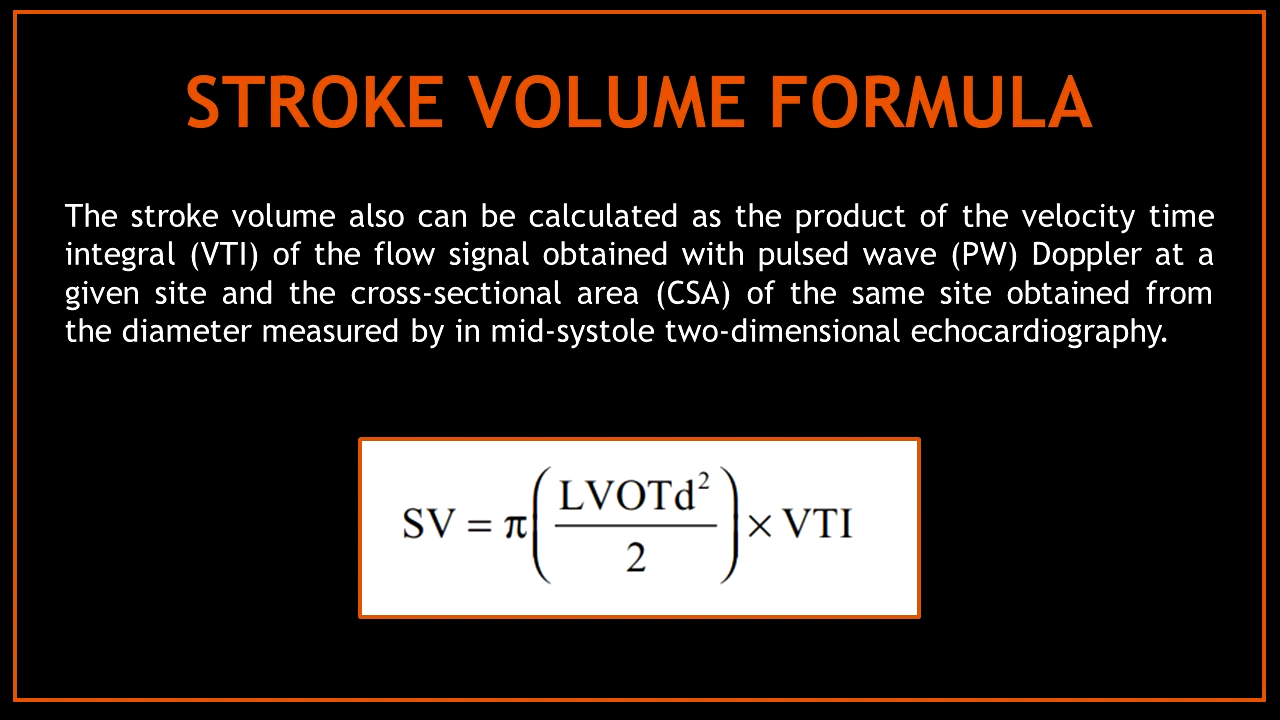 STROKE VOLUME FORMULA
The stroke volume also can be calculated as the product of the velocity time
integral (VTI) of the flow signal obtained with pulsed wave (PW) Doppler at a
given site and the cross-sectional area (CSA) of the same site obtained from
the diameter measured by in mid-systole two-dimensional echocardiography.
SV = π(LVOTd²/2) × VTI